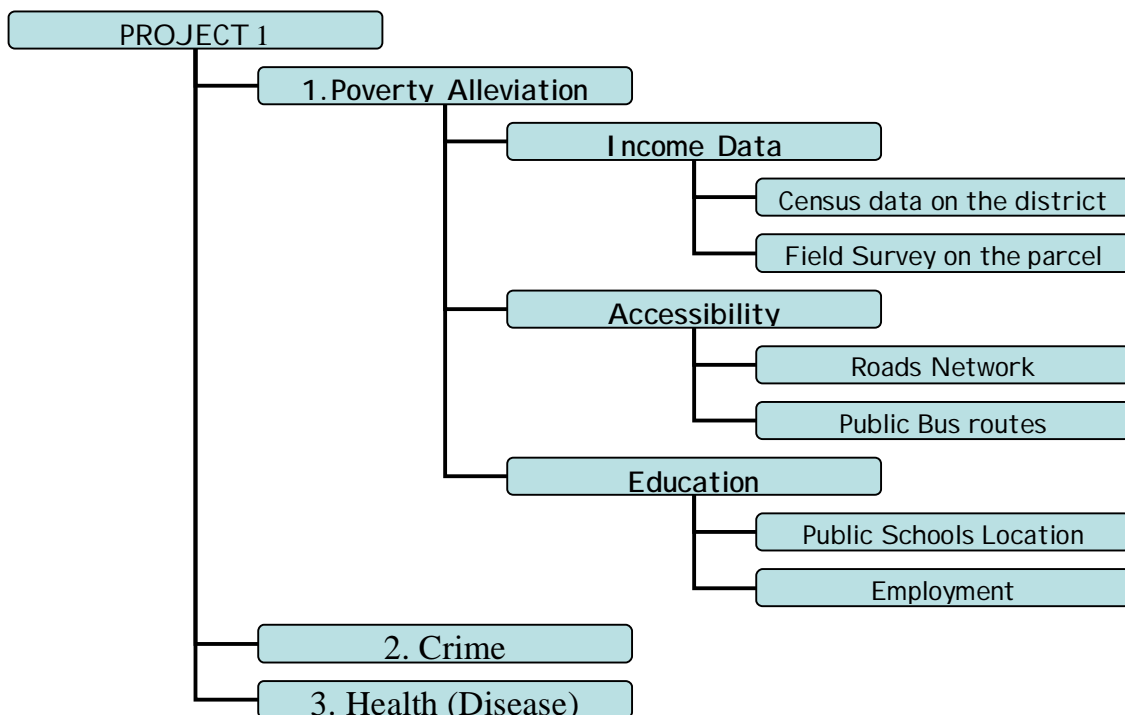 PROJECT 1
1.Poverty Alleviation
Income Data
Census data on the district
Field Survey on the parcel
Accessibility
Roads Network
Public Bus routes
Education
Public Schools Location
Employment
2. Crime
3. Health (Disease)